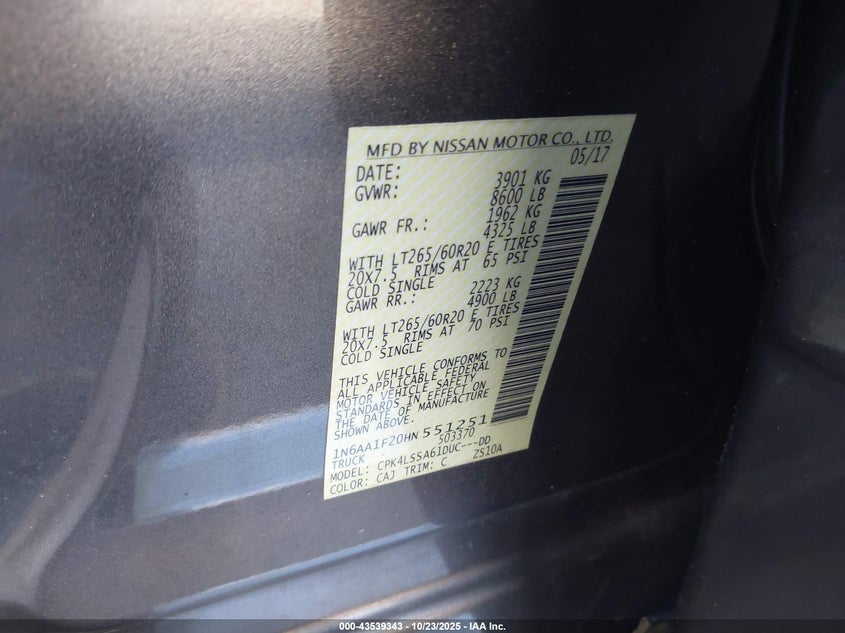 MFD BY NISSAN MOTOR CO., LTD.
DATE: 05/17
GVWR: 3901 KG
8600 LB
GAWR FR.: 1962 KG
4325 LB
WITH LT265/60R20 E TIRES
20X7.5 RIMS AT 65 PSI
COLD SINGLE
GAWR RR.: 2223 KG
4900 LB
WITH LT265/60R20 E TIRES
20X7.5 RIMS AT 70 PSI
COLD SINGLE
THIS VEHICLE CONFORMS TO
ALL APPLICABLE FEDERAL
MOTOR VEHICLE SAFETY
STANDARDS IN EFFECT ON
THE DATE OF MANUFACTURE
SHOWN ABOVE.
1N6AA1F20HN 551251
TRUCK 503370
MODEL: CPK4LSSA61DUC---DD
COLOR: CAJ TRIM: C ZS10A
000-43539343 - 10/23/2025 - IAA Inc.